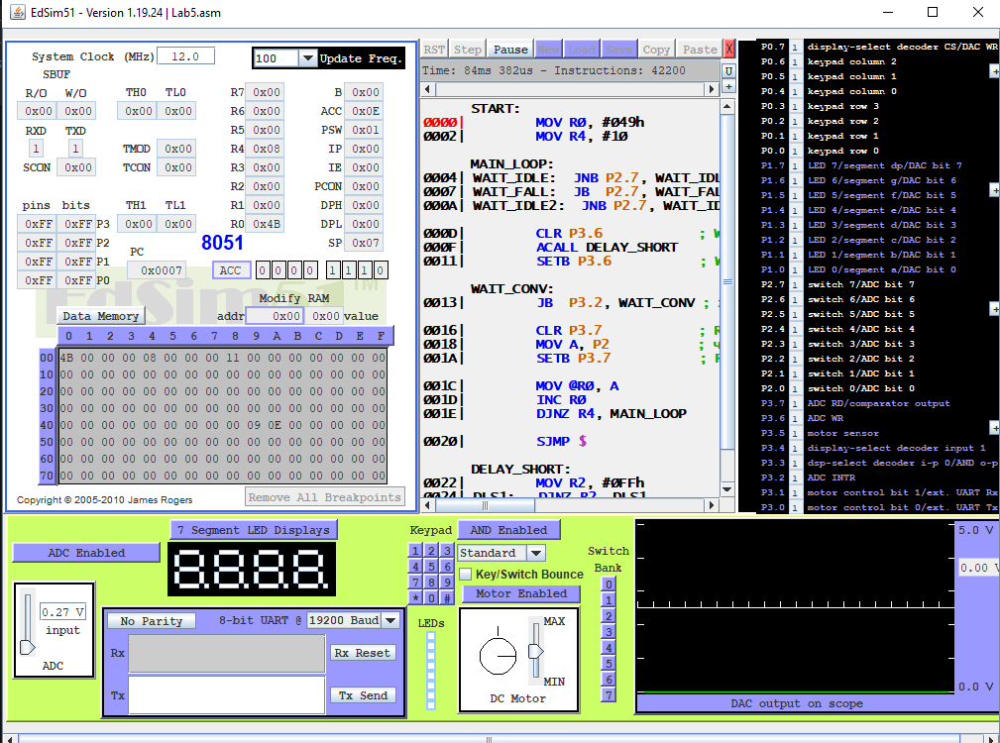 EdSim51 - Version 1.19.24 | Lab5.asm
System Clock (MHz) 12.0
100 Update Freq.
SBUF
R/O W/O TH0 TL0
0x00 0x00 0x00 0x00
RXD TXD
1 1 TMOD 0x00
SCON 0x00 TCON 0x00
R7 0x00 B 0x00
R6 0x00 ACC 0x0E
R5 0x00 PSW 0x01
R4 0x08 IP 0x00
R3 0x00 IE 0x00
R2 0x00 PCON 0x00
R1 0x00 DPH 0x00
R0 0x4B DPL 0x00
SP 0x07
pins bits TH1 TL1
0xFF 0xFF P3 0x00 0x00
0xFF 0xFF P2
0xFF 0xFF P1
0xFF 0xFF P0
PC
0x0007
8051
ACC 0 0 0 0 1 1 1 0
EdSim51 TM
Modify RAM
Data Memory addr 0x00 0x00 value
0 1 2 3 4 5 6 7 8 9 A B C D E F
00 4B 00 00 00 08 00 00 00 11 00 00 00 00 00 00 00
10 00 00 00 00 00 00 00 00 00 00 00 00 00 00 00 00
20 00 00 00 00 00 00 00 00 00 00 00 00 00 00 00 00
30 00 00 00 00 00 00 00 00 00 00 00 00 00 00 00 00
40 00 00 00 00 00 00 00 00 00 09 0E 00 00 00 00 00
50 00 00 00 00 00 00 00 00 00 00 00 00 00 00 00 00
60 00 00 00 00 00 00 00 00 00 00 00 00 00 00 00 00
70 00 00 00 00 00 00 00 00 00 00 00 00 00 00 00 00
Copyright © 2005-2010 James Rogers Remove All Breakpoints
RST Step Pause New Load Save Copy Paste X
Time: 84ms 382us - Instructions: 42200 U
+
START:
0000| MOV R0, #049h
0002| MOV R4, #10
MAIN_LOOP:
0004| WAIT_IDLE: JNB P2.7, WAIT_IDL
0007| WAIT_FALL: JB P2.7, WAIT_FAL
000A| WAIT_IDLE2: JNB P2.7, WAIT_ID
000D| CLR P3.6 ;
000F| ACALL DELAY_SHORT
0011| SETB P3.6 ;
WAIT_CONV:
0013| JB P3.2, WAIT_CONV ;
0016| CLR P3.7 ;
0018| MOV A, P2 ;
001A| SETB P3.7 ;
001C| MOV @R0, A
001D| INC R0
001E| DJNZ R4, MAIN_LOOP
0020| SJMP $
DELAY_SHORT:
0022| MOV R2, #0FFh
0024| DLS1: DJNZ R2, DLS1
P0.7 1 display-select decoder CS/DAC WR
P0.6 1 keypad column 2
P0.5 1 keypad column 1
P0.4 1 keypad column 0
P0.3 1 keypad row 3
P0.2 1 keypad row 2
P0.1 1 keypad row 1
P0.0 1 keypad row 0
P1.7 1 LED 7/segment dp/DAC bit 7
P1.6 1 LED 6/segment g/DAC bit 6
P1.5 1 LED 5/segment f/DAC bit 5
P1.4 1 LED 4/segment e/DAC bit 4
P1.3 1 LED 3/segment d/DAC bit 3
P1.2 1 LED 2/segment c/DAC bit 2
P1.1 1 LED 1/segment b/DAC bit 1
P1.0 1 LED 0/segment a/DAC bit 0
P2.7 1 switch 7/ADC bit 7
P2.6 1 switch 6/ADC bit 6
P2.5 1 switch 5/ADC bit 5
P2.4 1 switch 4/ADC bit 4
P2.3 1 switch 3/ADC bit 3
P2.2 1 switch 2/ADC bit 2
P2.1 1 switch 1/ADC bit 1
P2.0 1 switch 0/ADC bit 0
P3.7 1 ADC RD/comparator output
P3.6 1 ADC WR
P3.5 1 motor sensor
P3.4 1 display-select decoder input 1
P3.3 1 dsp-select decoder i-p 0/AND o-p
P3.2 1 ADC INTR
P3.1 1 motor control bit 1/ext. UART Rx
P3.0 1 motor control bit 0/ext. UART Tx
7 Segment LED Displays
ADC Enabled
8.8.8.8.
0.27 V
input
ADC
No Parity 8-bit UART @ 19200 Baud
Rx Rx Reset
Tx Tx Send
Keypad AND Enabled
1 2 3 Standard
4 5 6
7 8 9 Key/Switch Bounce
* 0 # Motor Enabled
LEDs
MAX
MIN
DC Motor
Switch
Bank
0
1
2
3
4
5
6
7
5.0 V
0.00 V
0.0 V
DAC output on scope